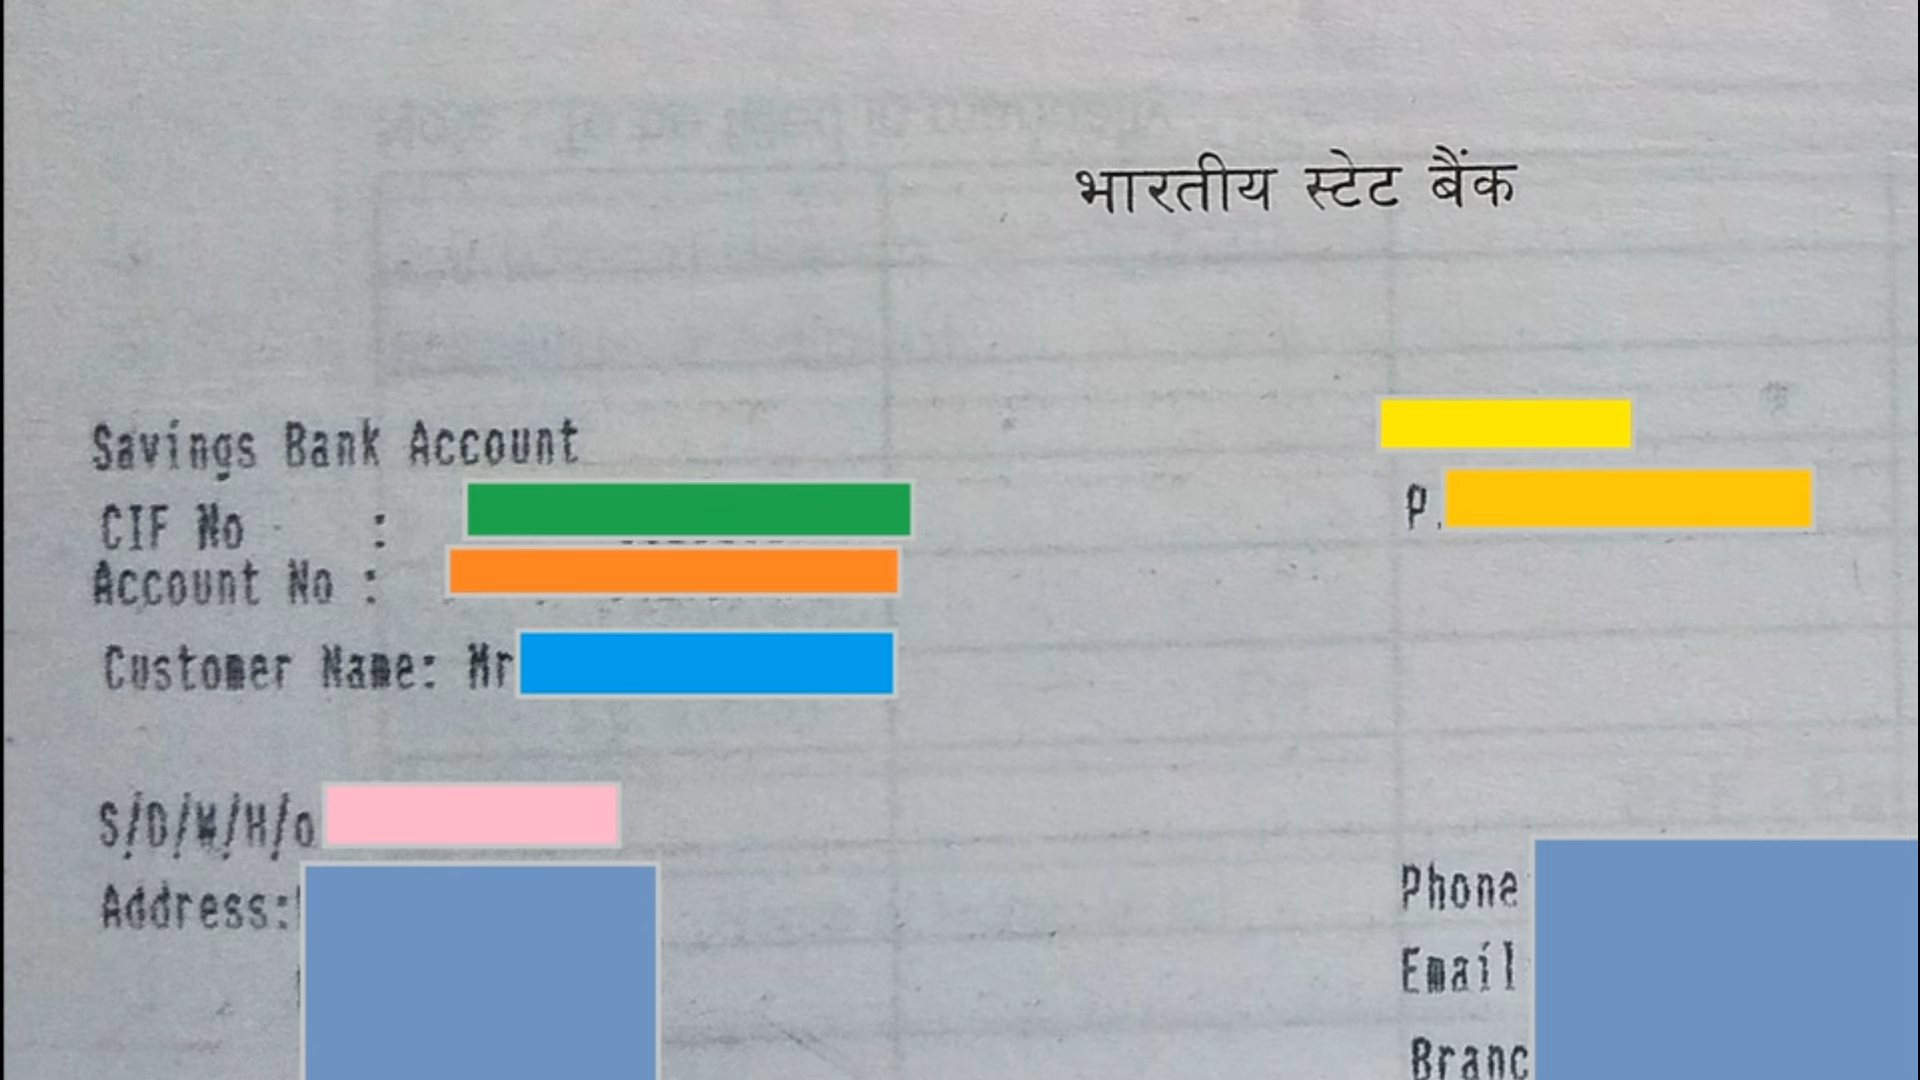 भारतीय स्टेट बैंक
Savings Bank Account
CIF No :
P.
Account No :
Customer Name: Mr
S/D/W/H/o
Address:
Phone
Email
Branc